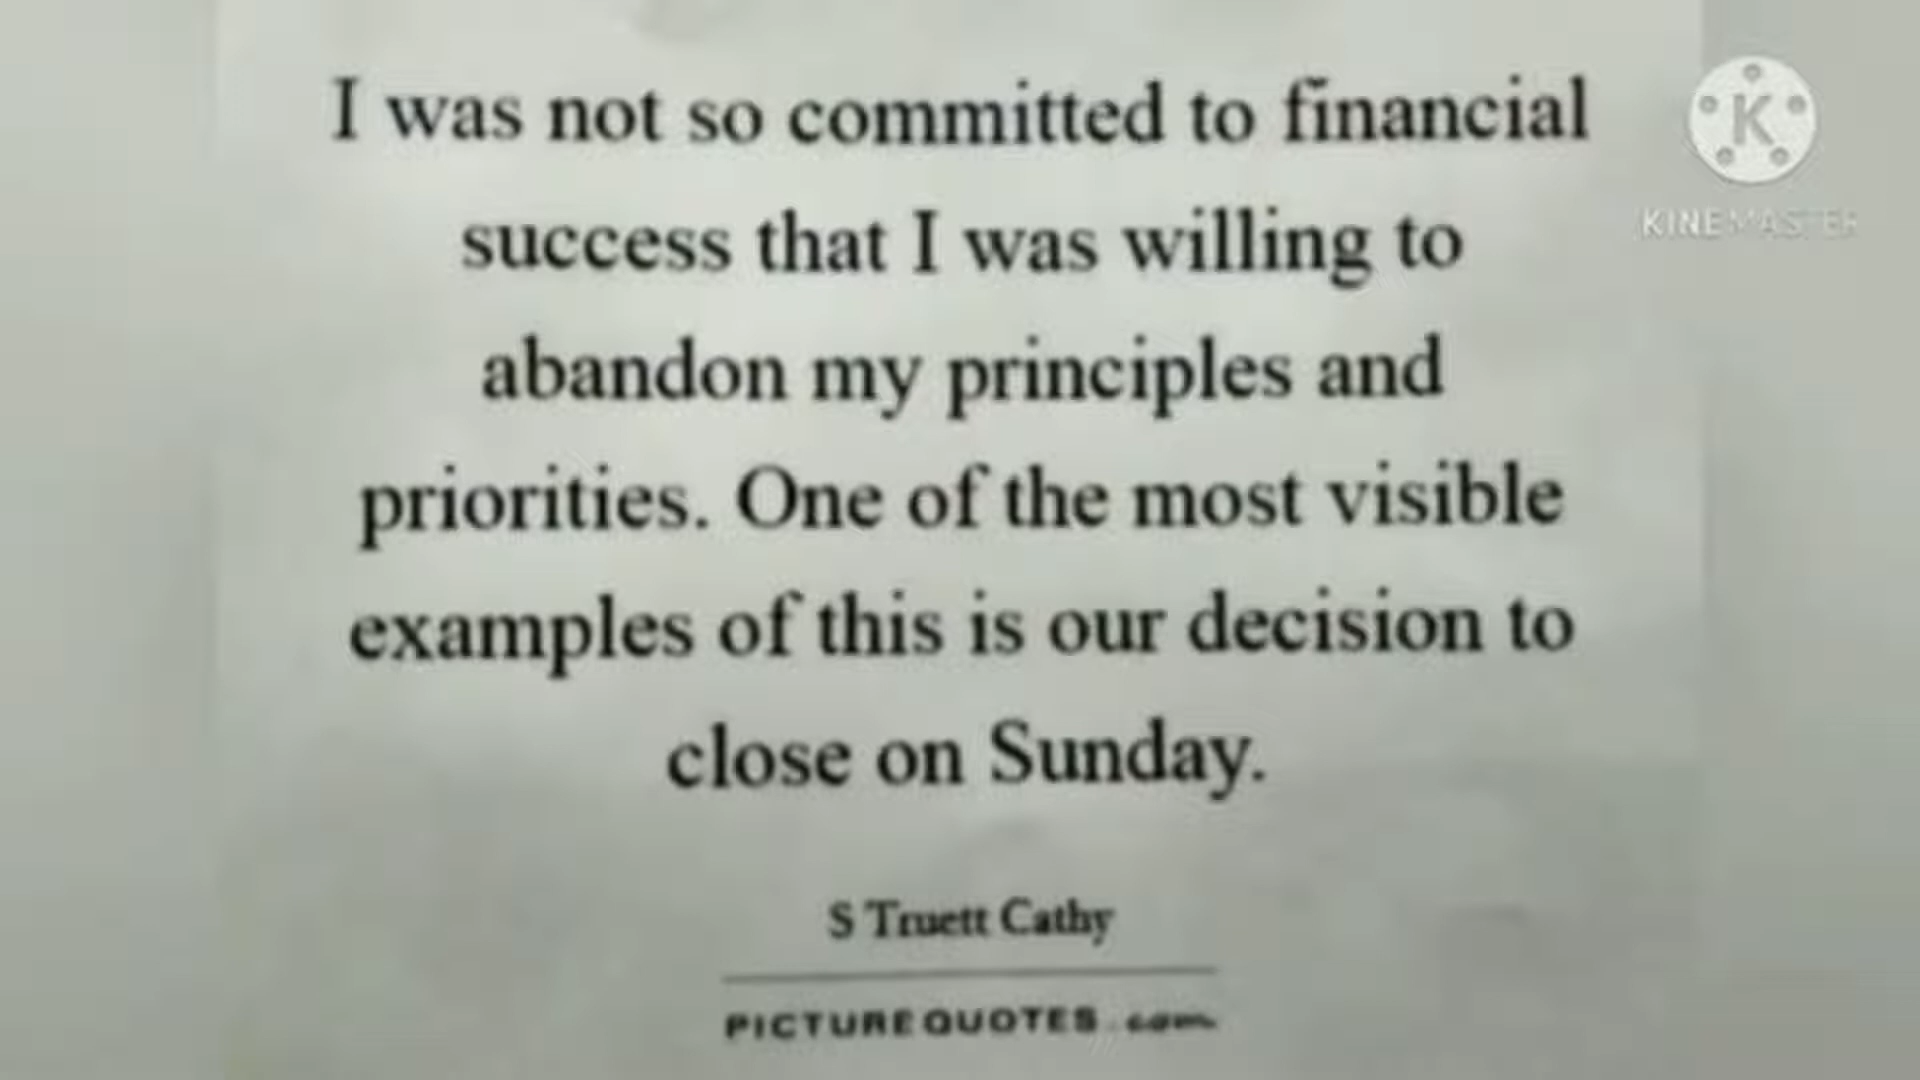 I was not so committed to financial
success that I was willing to
abandon my principles and
priorities. One of the most visible
examples of this is our decision to
close on Sunday.
S Truett Cathy
PICTUREQUOTES.com
K
KINEMASTER